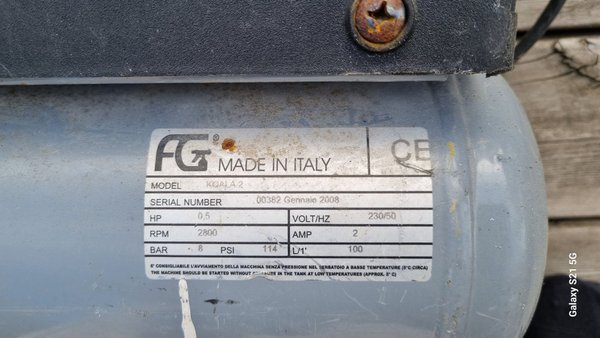 FG® MADE IN ITALY CE
MODEL KOALA 2
SERIAL NUMBER 00382 Gennaio 2008
HP 0,5 VOLT/HZ 230/50
RPM 2800 AMP 2
BAR 8 PSI 114 L/1' 100
E' CONSIGLIABILE L'AVVIAMENTO DELLA MACCHINA SENZA PRESSIONE NEL SERBATOIO A BASSE TEMPERATURE (5°C CIRCA)
THE MACHINE SHOULD BE STARTED WITHOUT PRESSURE IN THE TANK AT LOW TEMPERATURES (APPROX. 5° C)
Galaxy S21 5G